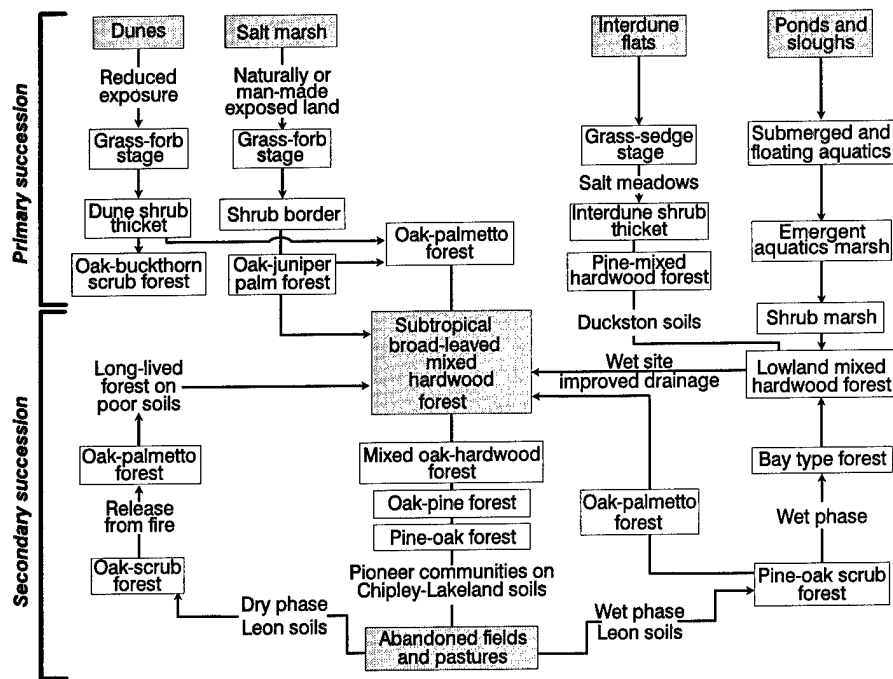 Primary succession
Dunes
Reduced
exposure
Grass-forb
stage
Dune shrub
thicket
Oak-buckthorn
scrub forest
Salt marsh
Naturally or
man-made
exposed land
Grass-forb
stage
Shrub border
Oak-juniper
palm forest
Oak-palmetto
forest
Interdune
flats
Grass-sedge
stage
Salt meadows
Interdune shrub
thicket
Pine-mixed
hardwood forest
Duckston soils
Ponds and
sloughs
Submerged and
floating aquatics
Emergent
aquatics marsh
Shrub marsh
Lowland mixed
hardwood forest
Secondary succession
Subtropical
broad-leaved
mixed
hardwood
forest
Wet site
improved drainage
Long-lived
forest on
poor soils
Oak-palmetto
forest
Release
from fire
Oak-scrub
forest
Dry phase
Leon soils
Mixed oak-hardwood
forest
Oak-pine forest
Pine-oak forest
Pioneer communities on
Chipley-Lakeland soils
Abandoned fields
and pastures
Oak-palmetto
forest
Wet phase
Leon soils
Bay type forest
Wet phase
Pine-oak scrub
forest